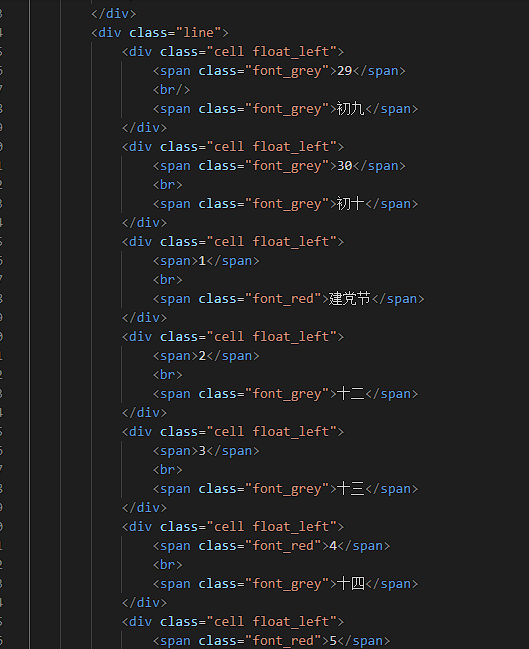 </div>
<div class="line">
<div class="cell float_left">
<span class="font_grey">29</span>
<br/>
<span class="font_grey">初九</span>
</div>
<div class="cell float_left">
<span class="font_grey">30</span>
<br>
<span class="font_grey">初十</span>
</div>
<div class="cell float_left">
<span>1</span>
<br>
<span class="font_red">建党节</span>
</div>
<div class="cell float_left">
<span>2</span>
<br>
<span class="font_grey">十二</span>
</div>
<div class="cell float_left">
<span>3</span>
<br>
<span class="font_grey">十三</span>
</div>
<div class="cell float_left">
<span class="font_red">4</span>
<br>
<span class="font_grey">十四</span>
</div>
<div class="cell float_left">
<span class="font_red">5</span>